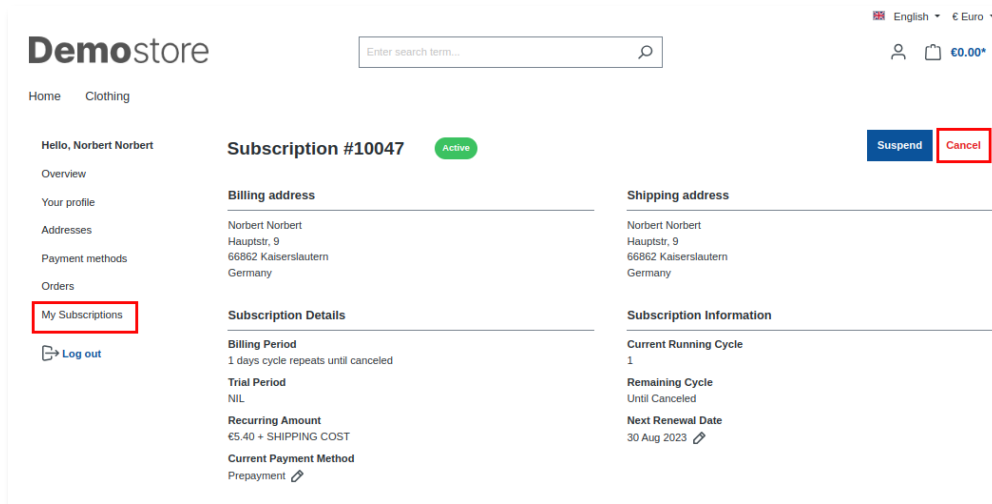 English € Euro
Demostore
Enter search term...
€0.00*
Home Clothing
Hello, Norbert Norbert
Overview
Your profile
Addresses
Payment methods
Orders
My Subscriptions
Log out
Subscription #10047 Active
Suspend Cancel
Billing address
Norbert Norbert
Hauptstr, 9
66862 Kaiserslautern
Germany
Shipping address
Norbert Norbert
Hauptstr, 9
66862 Kaiserslautern
Germany
Subscription Details
Billing Period
1 days cycle repeats until canceled
Trial Period
NIL
Recurring Amount
€5.40 + SHIPPING COST
Current Payment Method
Prepayment
Subscription Information
Current Running Cycle
1
Remaining Cycle
Until Canceled
Next Renewal Date
30 Aug 2023